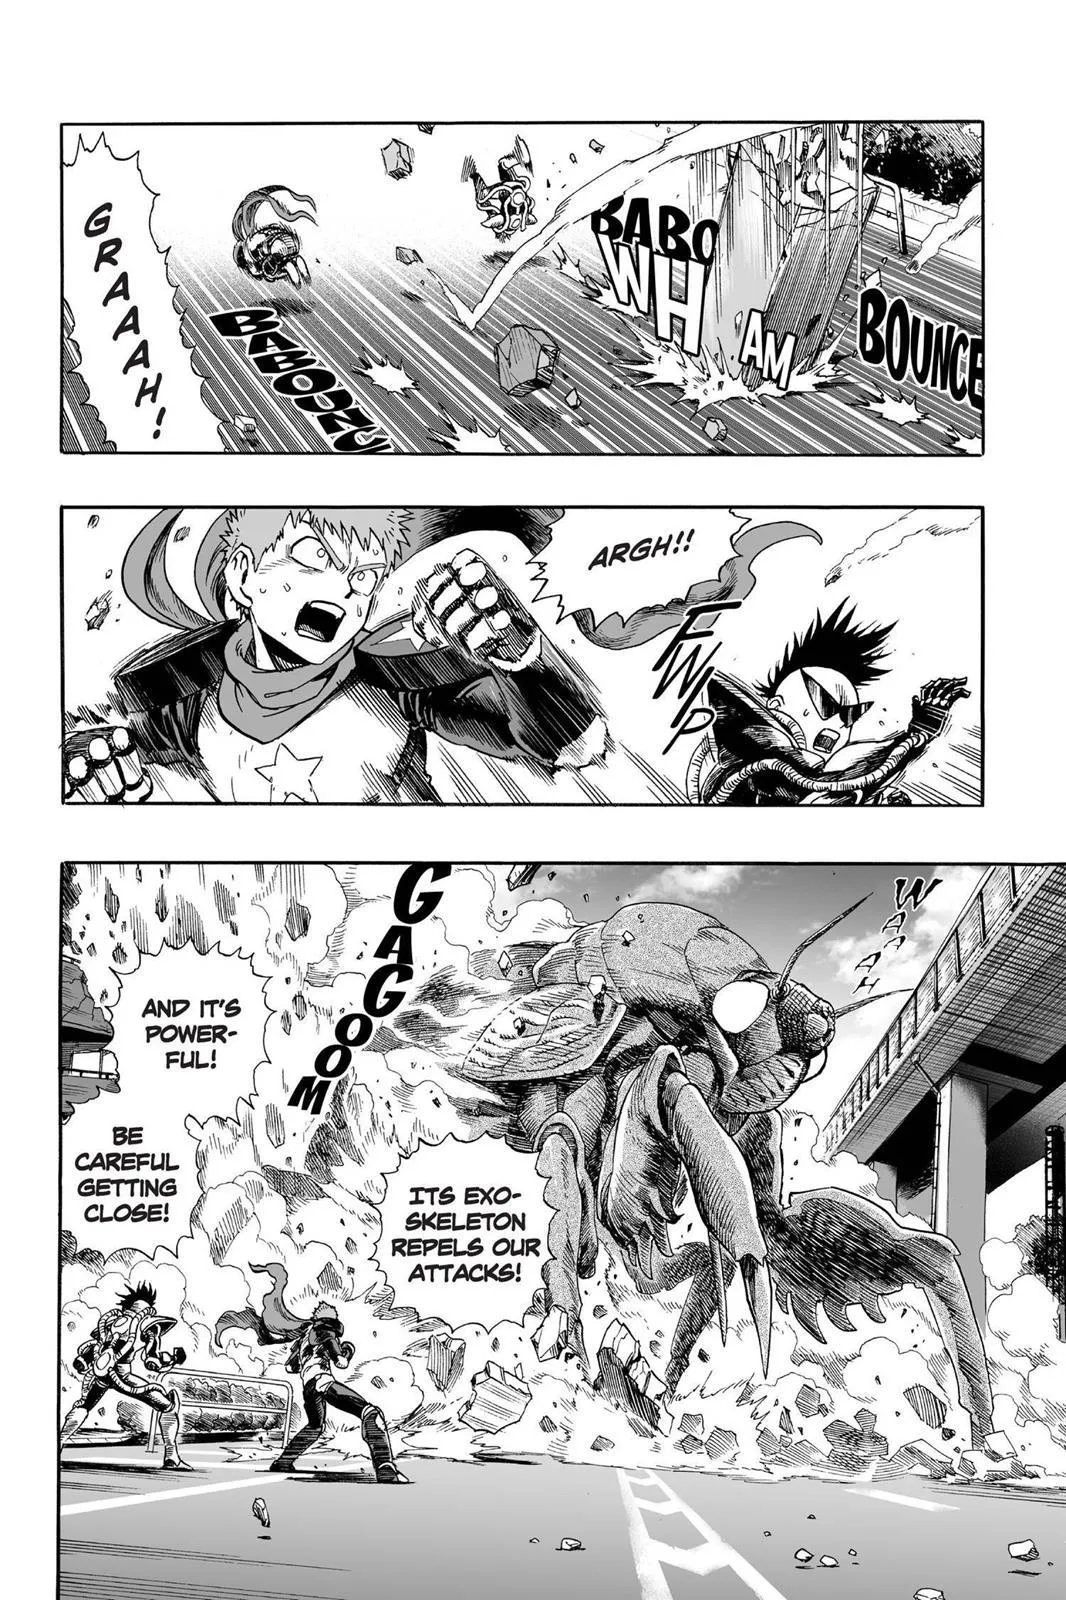 GRAAAH!
BABOUNC
BABO
WH
AM
BOUNCE
ARGH!!
FWIP
GAGOOM
WAAAH
AND IT'S
POWER-
FUL!
BE
CAREFUL
GETTING
CLOSE!
ITS EXO-
SKELETON
REPELS OUR
ATTACKS!